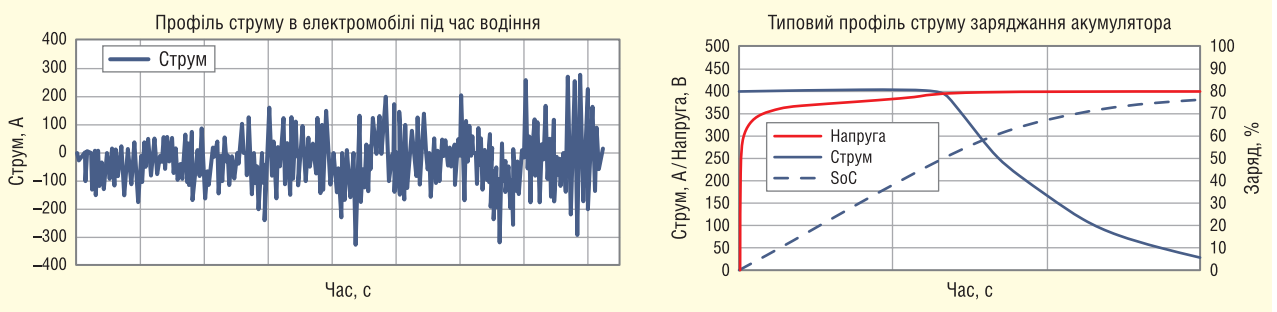 Профіль струму в електромобілі під час водіння
Струм, А
400
300
200
100
0
–100
–200
–300
–400
Струм
Час, с
Типовий профіль струму заряджання акумулятора
Струм, А/Напруга, В
500
450
400
350
300
250
200
150
100
50
0
Напруга
Струм
SoC
100
90
80
70
60
50
40
30
20
10
0
Заряд, %
Час, с